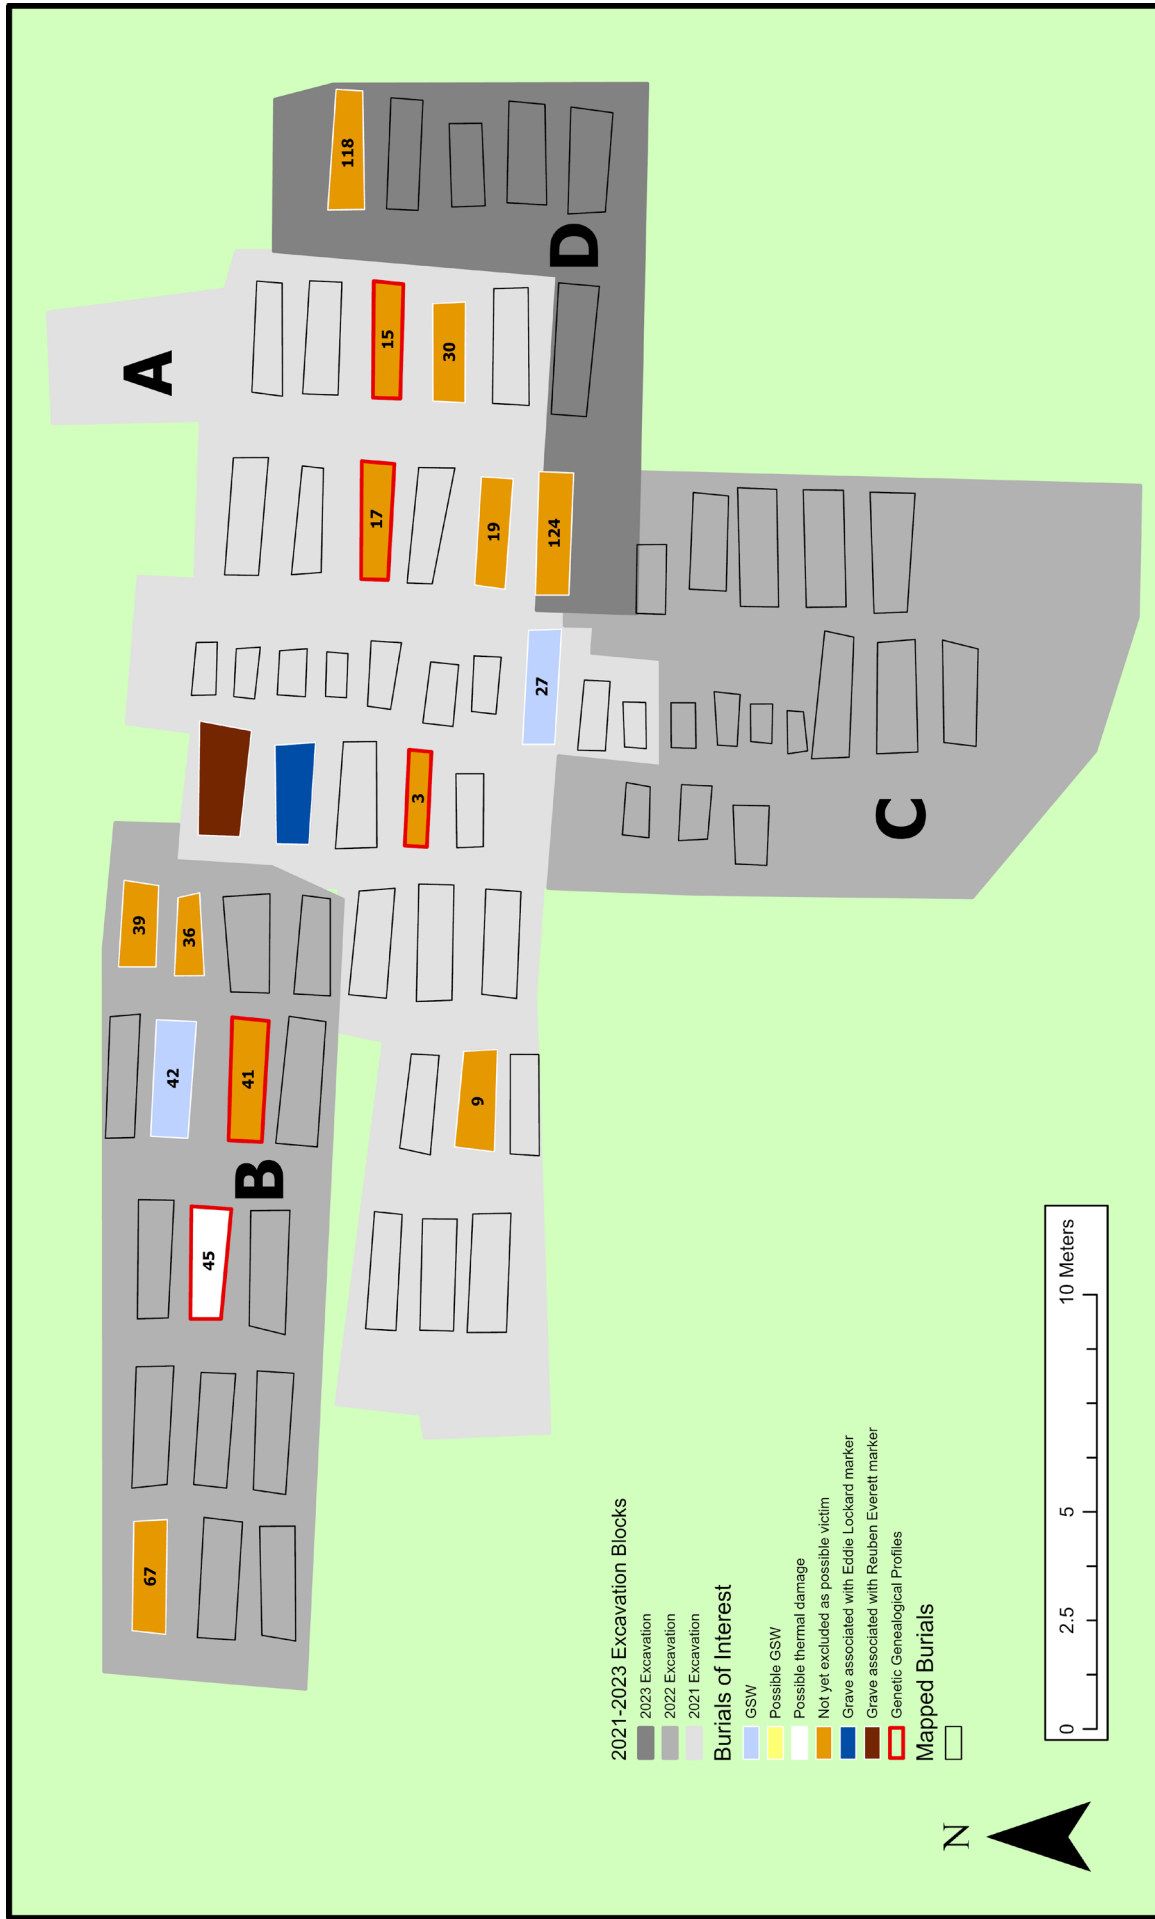 A
B
C
D
118
15
30
17
19
124
27
3
39
36
42
41
45
9
67
2021-2023 Excavation Blocks
2023 Excavation
2022 Excavation
2021 Excavation
Burials of Interest
GSW
Possible GSW
Possible thermal damage
Not yet excluded as possible victim
Grave associated with Eddie Lockard marker
Grave associated with Reuben Everett marker
Genetic Genealogical Profiles
Mapped Burials
0 2.5 5 10 Meters
N